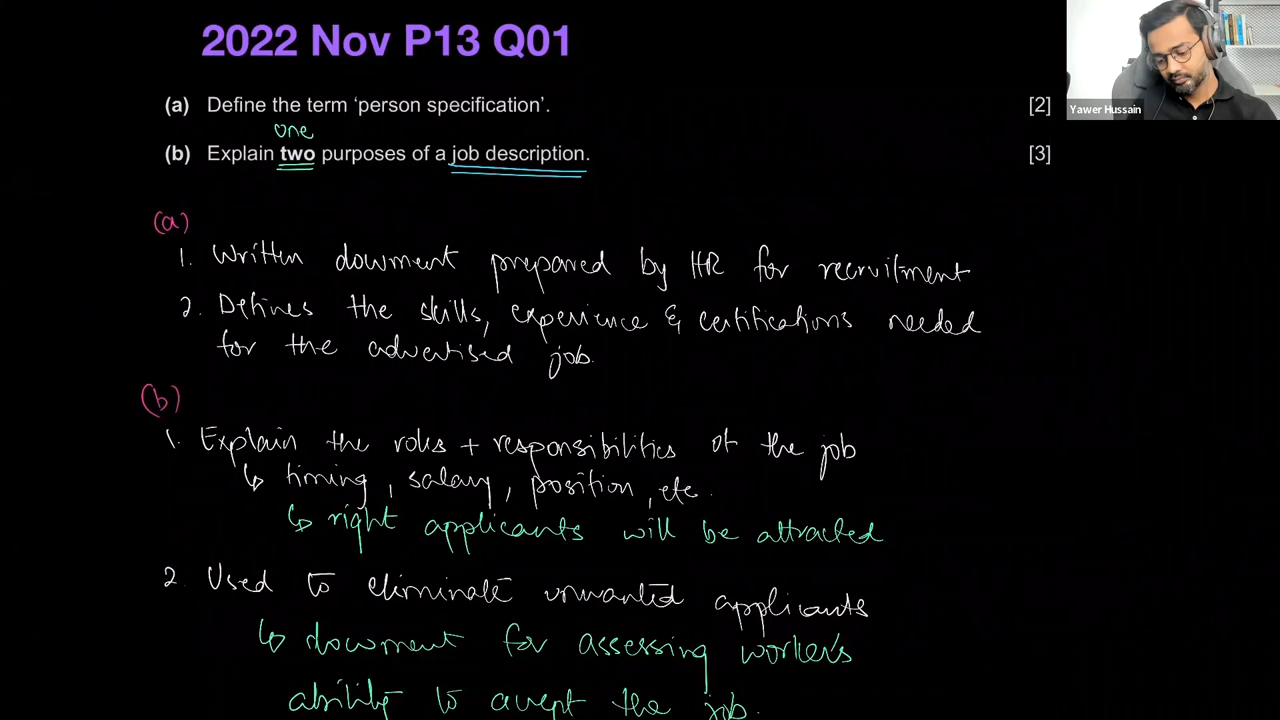 2022 Nov P13 Q01
Yawer Hussain
(a) Define the term ‘person specification’. [2]
one
(b) Explain two purposes of a job description. [3]
(a)
1. Written document prepared by HR for recruitment
2. Defines the skills, experience & certifications needed
for the advertised job.
(b)
1. Explain the roles + responsibilities of the job
↳ timing, salary, position, etc.
↳ right applicants will be attracted
2. Used to eliminate unwanted applicants
↳ document for assessing worker's
ability to accept the job.